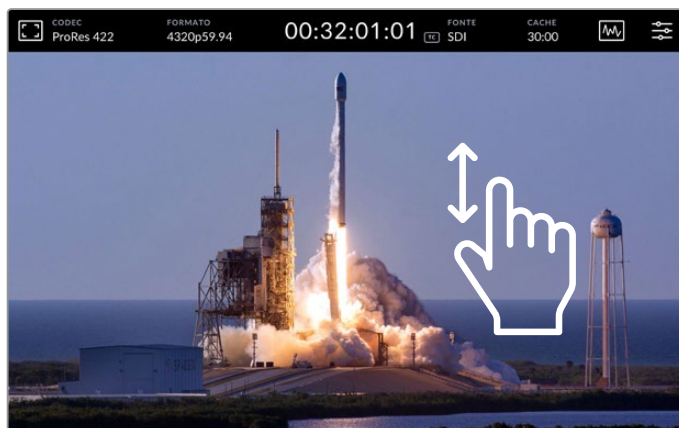 CODEC
ProRes 422
FORMATO
4320p59.94
00:32:01:01
TC
FONTE
SDI
CACHE
30:00